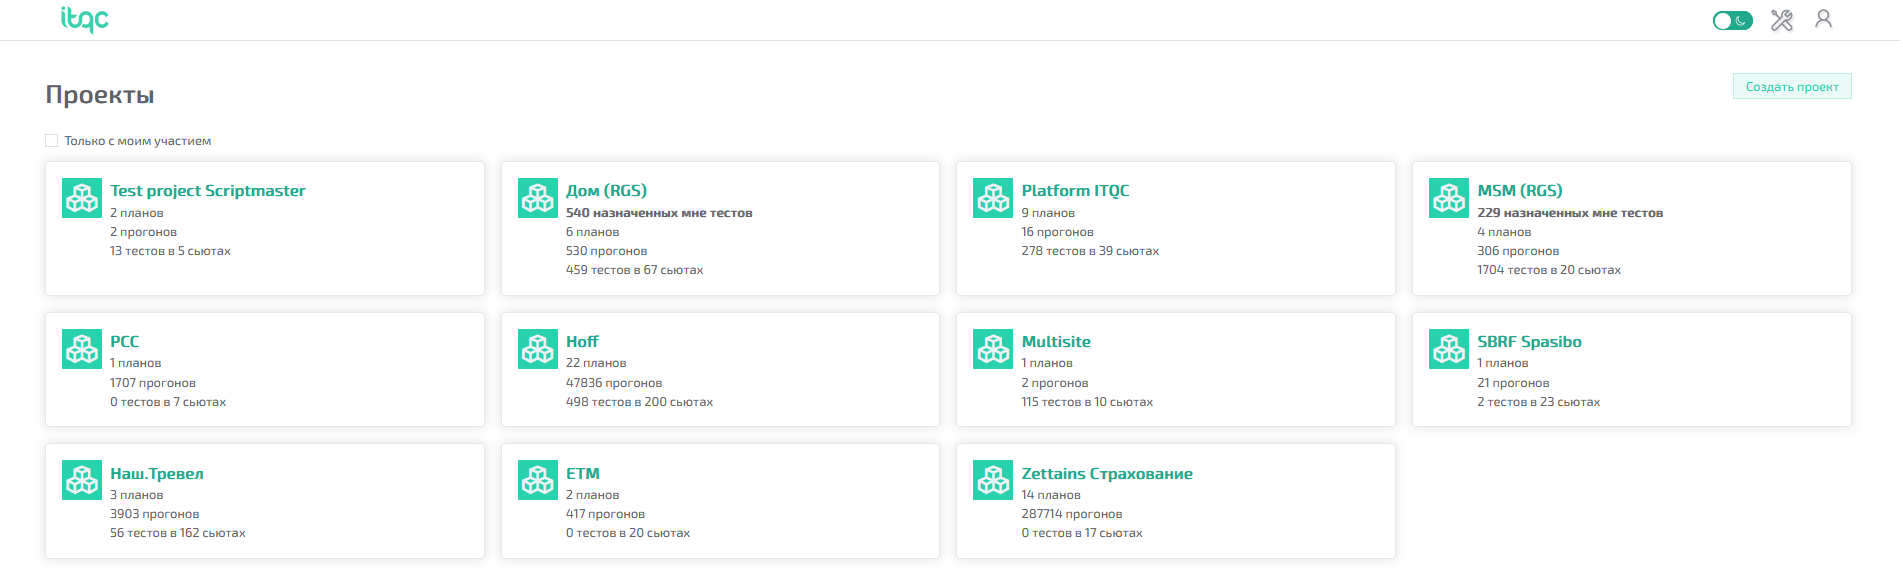 itqc
Проекты
Создать проект
Только с моим участием
Test project Scriptmaster
2 планов
2 прогонов
13 тестов в 5 сьютах
Дом (RGS)
540 назначенных мне тестов
6 планов
530 прогонов
459 тестов в 67 сьютах
Platform ITQC
9 планов
16 прогонов
278 тестов в 39 сьютах
MSM (RGS)
229 назначенных мне тестов
4 планов
306 прогонов
1704 тестов в 20 сьютах
РСС
1 планов
1707 прогонов
0 тестов в 7 сьютах
Hoff
22 планов
47836 прогонов
498 тестов в 200 сьютах
Multisite
1 планов
2 прогонов
115 тестов в 10 сьютах
SBRF Spasibo
1 планов
21 прогонов
2 тестов в 23 сьютах
Наш.Тревел
3 планов
3903 прогонов
56 тестов в 162 сьютах
ETM
2 планов
417 прогонов
0 тестов в 20 сьютах
Zettains Страхование
14 планов
287714 прогонов
0 тестов в 17 сьютах